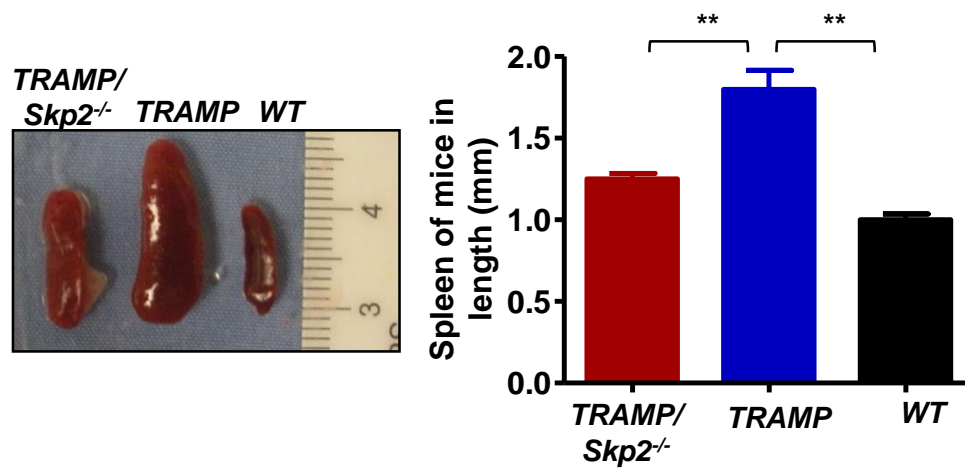 TRAMP/
Skp2-/- TRAMP WT
4
3
Spleen of mice in
length (mm)
2.0
1.5
1.0
0.5
0.0
** **
TRAMP/
Skp2-/-
TRAMP
WT